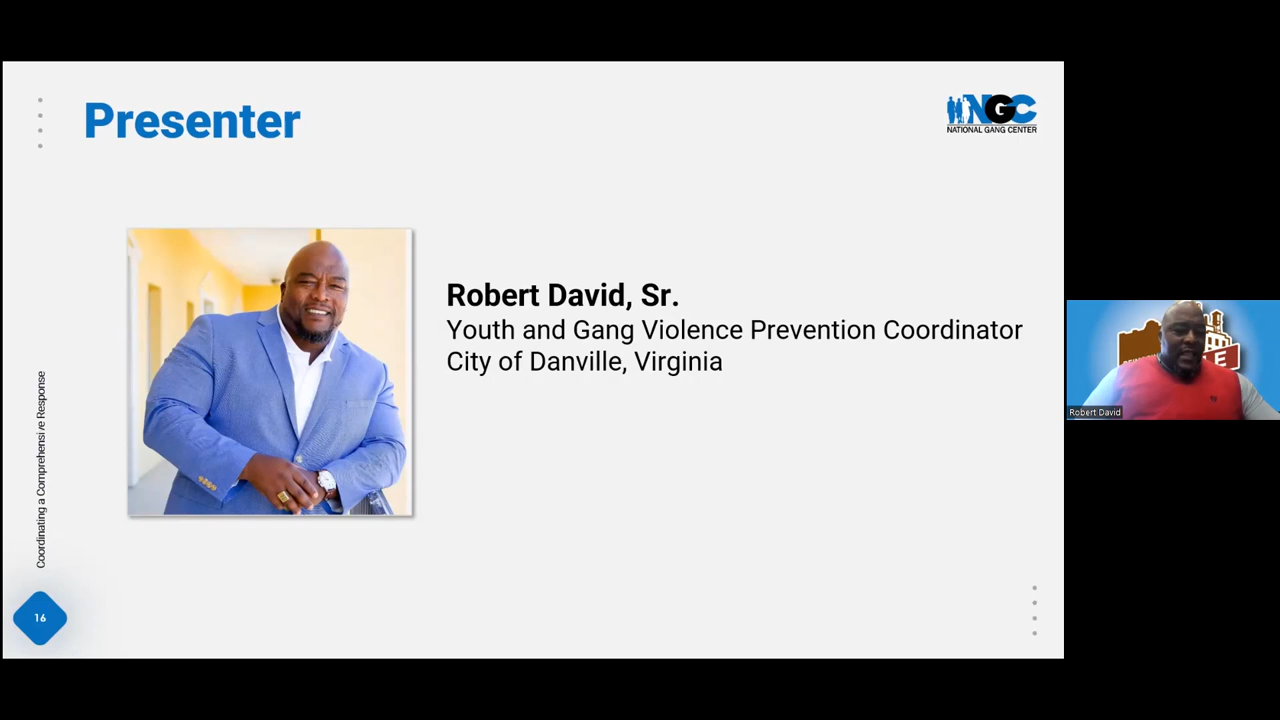 Presenter
NGC
NATIONAL GANG CENTER
Robert David, Sr.
Youth and Gang Violence Prevention Coordinator
City of Danville, Virginia
Coordinating a Comprehensive Response
16
Robert David